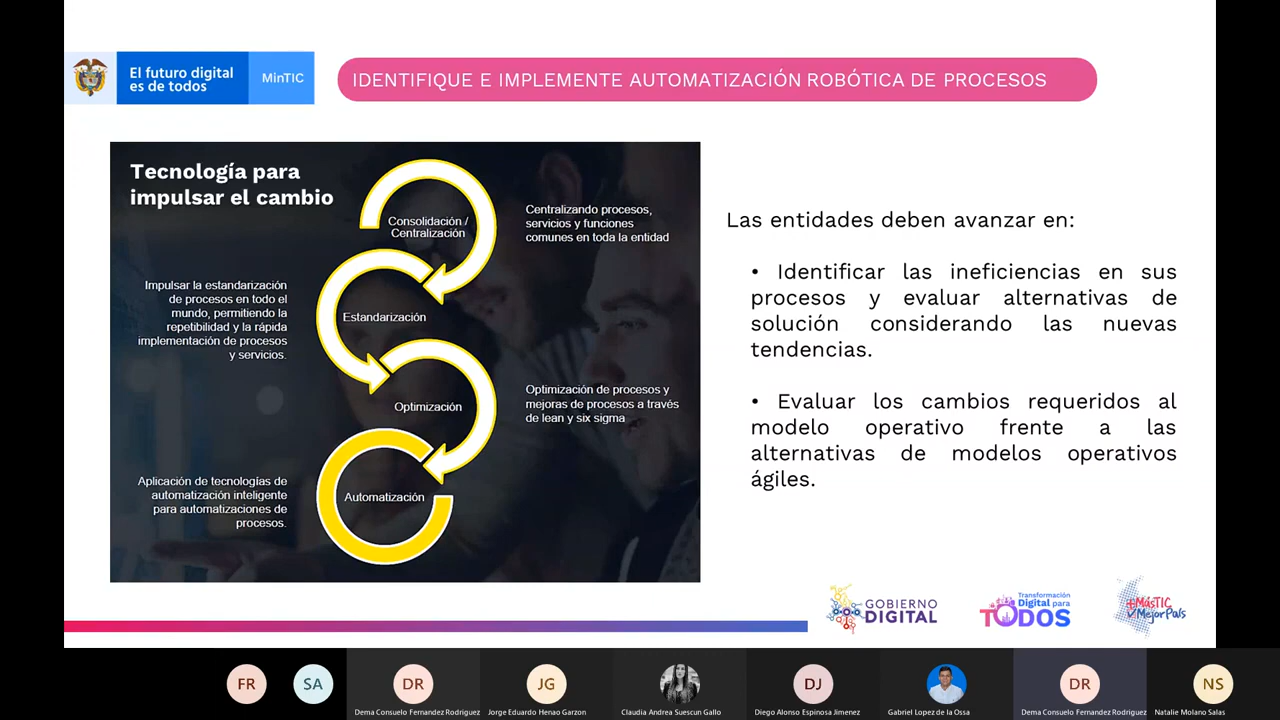 El futuro digital
es de todos
MinTIC
IDENTIFIQUE E IMPLEMENTE AUTOMATIZACIÓN ROBÓTICA DE PROCESOS
Tecnología para
impulsar el cambio
Consolidación /
Centralización
Centralizando procesos,
servicios y funciones
comunes en toda la entidad
Impulsar la estandarización
de procesos en todo el
mundo, permitiendo la
repetibilidad y la rápida
implementación de procesos
y servicios.
Estandarización
Optimización
Optimización de procesos y
mejoras de procesos a través
de lean y six sigma
Aplicación de tecnologías de
automatización inteligente
para automatizaciones de
procesos.
Automatización
Las entidades deben avanzar en:
• Identificar las ineficiencias en sus
procesos y evaluar alternativas de
solución considerando las nuevas
tendencias.
• Evaluar los cambios requeridos al
modelo operativo frente a las
alternativas de modelos operativos
ágiles.
GOBIERNO
DIGITAL
Transformación
Digital para
TODOS
+MásTIC
MejorPaís
FR
SA
DR
Dema Consuelo Fernandez Rodriguez
JG
Jorge Eduardo Henao Garzon
Claudia Andrea Suescun Gallo
DJ
Diego Alonso Espinosa Jimenez
Gabriel Lopez de la Ossa
DR
Dema Consuelo Fernandez Rodriguez
NS
Natalie Molano Salas